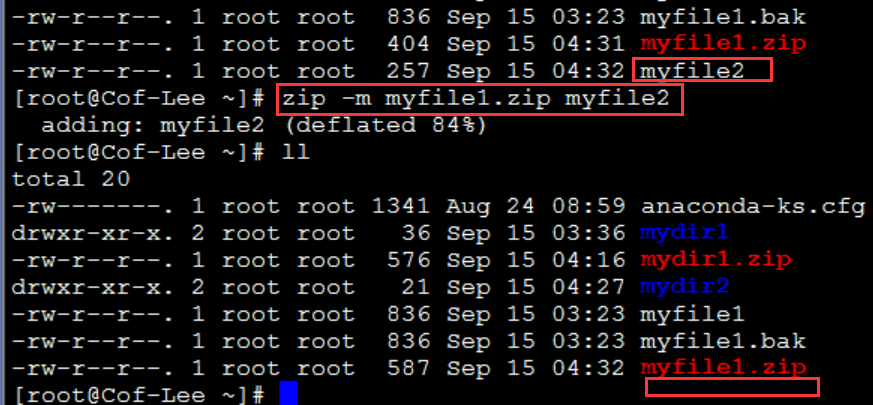 -rw-r--r--. 1 root root  836 Sep 15 03:23 myfile1.bak
-rw-r--r--. 1 root root  404 Sep 15 04:31 myfile1.zip
-rw-r--r--. 1 root root  257 Sep 15 04:32 myfile2
[root@Cof-Lee ~]# zip -m myfile1.zip myfile2
  adding: myfile2 (deflated 84%)
[root@Cof-Lee ~]# ll
total 20
-rw-------. 1 root root 1341 Aug 24 08:59 anaconda-ks.cfg
drwxr-xr-x. 2 root root   36 Sep 15 03:36 mydir1
-rw-r--r--. 1 root root  576 Sep 15 04:16 mydir1.zip
drwxr-xr-x. 2 root root   21 Sep 15 04:27 mydir2
-rw-r--r--. 1 root root  836 Sep 15 03:23 myfile1
-rw-r--r--. 1 root root  836 Sep 15 03:23 myfile1.bak
-rw-r--r--. 1 root root  587 Sep 15 04:32 myfile1.zip
[root@Cof-Lee ~]#